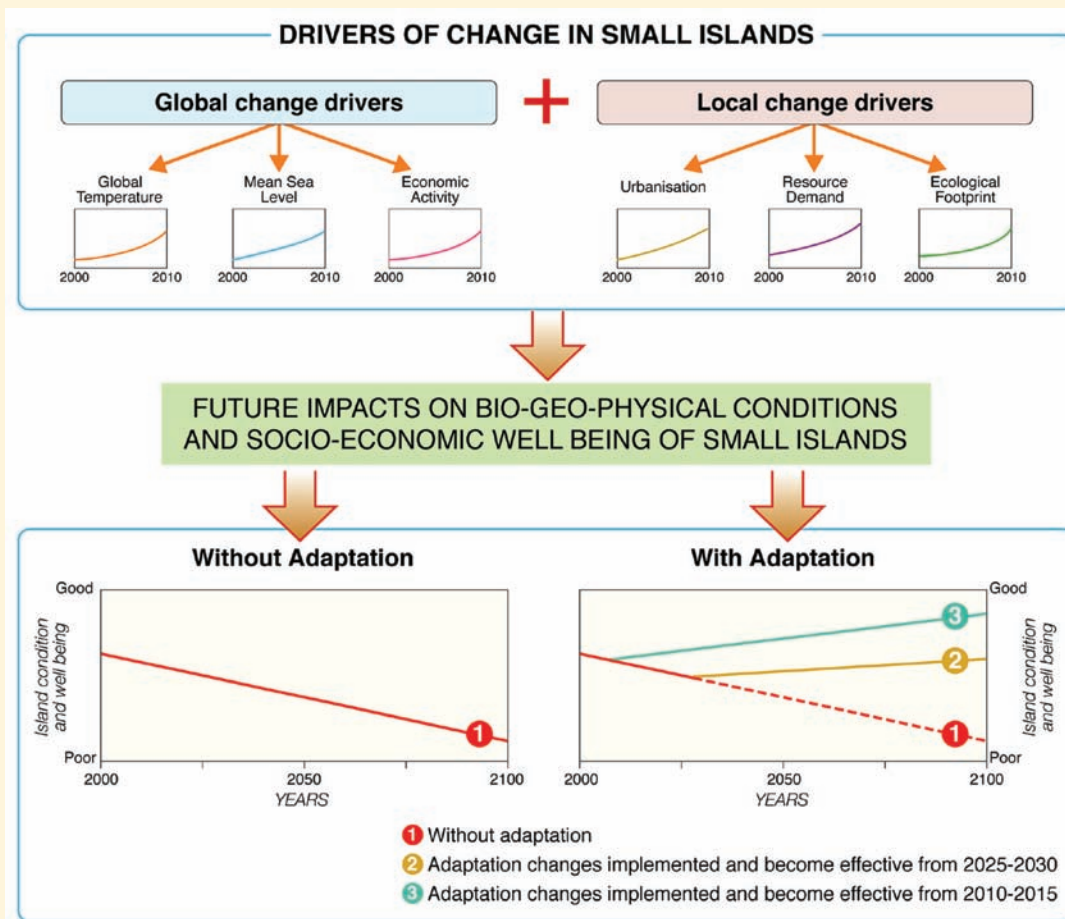 DRIVERS OF CHANGE IN SMALL ISLANDS
Global change drivers
+
Local change drivers
Global
Temperature
2000
2010
Mean Sea
Level
2000
2010
Economic
Activity
2000
2010
Urbanisation
2000
2010
Resource
Demand
2000
2010
Ecological
Footprint
2000
2010
FUTURE IMPACTS ON BIO-GEO-PHYSICAL CONDITIONS
AND SOCIO-ECONOMIC WELL BEING OF SMALL ISLANDS
Without Adaptation
Good
Island condition
and well being
Poor
1
2000
2050
2100
YEARS
With Adaptation
Good
Island condition
and well being
Poor
3
2
1
2000
2050
2100
YEARS
1 Without adaptation
2 Adaptation changes implemented and become effective from 2025-2030
3 Adaptation changes implemented and become effective from 2010-2015